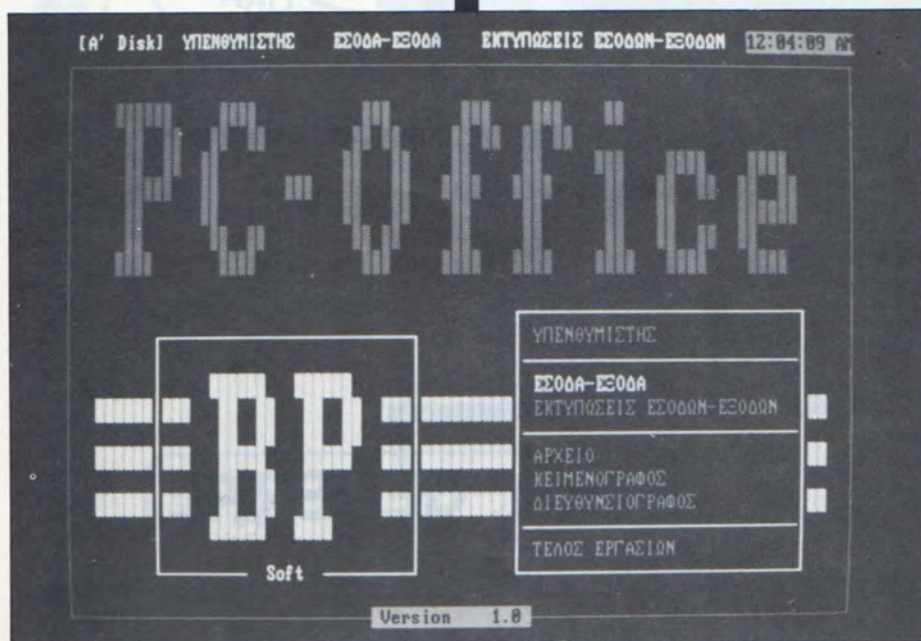 [A' Disk] ΥΠΕΝΘΥΜΙΣΤΗΣ ΕΣΟΔΑ-ΕΞΟΔΑ ΕΚΤΥΠΩΣΕΙΣ ΕΣΟΔΩΝ-ΕΞΟΔΩΝ 12:04:09 AM
PC-Office
BP
Soft
ΥΠΕΝΘΥΜΙΣΤΗΣ
ΕΣΟΔΑ-ΕΞΟΔΑ
ΕΚΤΥΠΩΣΕΙΣ ΕΣΟΔΩΝ-ΕΞΟΔΩΝ
ΑΡΧΕΙΟ
ΚΕΙΜΕΝΟΓΡΑΦΟΣ
ΔΙΕΥΘΥΝΣΙΟΓΡΑΦΟΣ
ΤΕΛΟΣ ΕΡΓΑΣΙΩΝ
Version 1.0